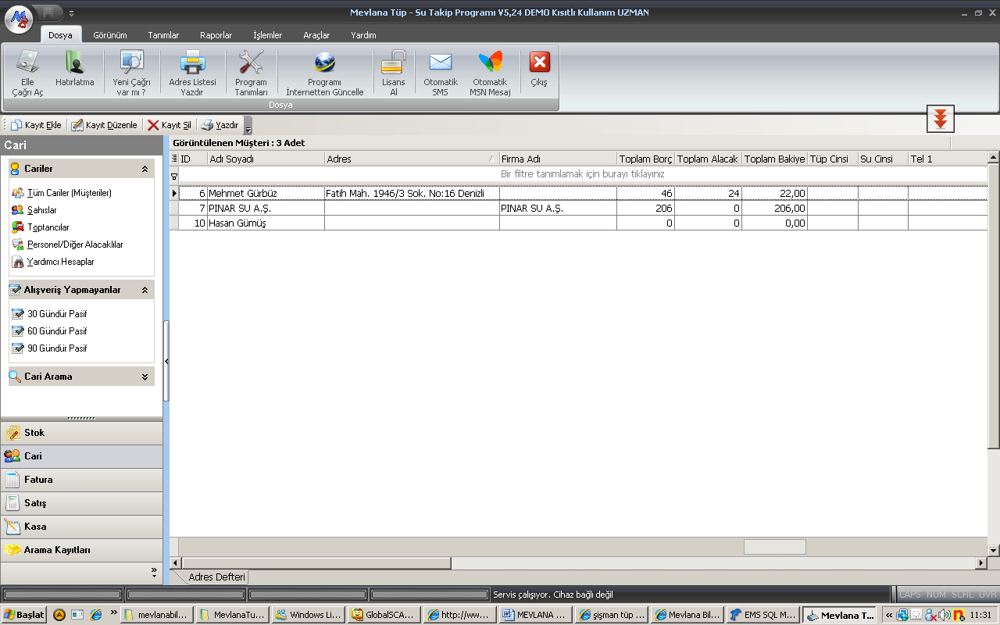 Mevlana Tüp - Su Takip Programı V5,24 DEMO Kısıtlı Kullanım UZMAN
Dosya Görünüm Tanımlar Raporlar İşlemler Araçlar Yardım
Elle Çağrı Aç
Hatırlatma
Yeni Çağrı var mı ?
Adres Listesi Yazdır
Program Tanımları
Programı İnternetten Güncelle
Lisans Al
Otomatik SMS
Otomatik MSN Mesaj
Çıkış
Dosya
Kayıt Ekle Kayıt Düzenle Kayıt Sil Yazdır
Cari
Görüntülenen Müşteri : 3 Adet
ID Adı Soyadı Adres Firma Adı Toplam Borç Toplam Alacak Toplam Bakiye Tüp Cinsi Su Cinsi Tel 1
Bir filtre tanımlamak için burayı tıklayınız
6 Mehmet Gürbüz Fatih Mah. 1946/3 Sok. No:16 Denizli 46 24 22,00
7 PINAR SU A.Ş. PINAR SU A.Ş. 206 0 206,00
10 Hasan Gümüş 0 0 0,00
Cariler
Tüm Cariler (Müşteriler)
Şahıslar
Toptancılar
Personel/Diğer Alacaklılar
Yardımcı Hesaplar
Alışveriş Yapmayanlar
30 Gündür Pasif
60 Gündür Pasif
90 Gündür Pasif
Cari Arama
Stok
Cari
Fatura
Satış
Kasa
Arama Kayıtları
Adres Defteri
Servis çalışıyor. Cihaz bağlı değil
CAPS NUM SCRL OVR
Başlat
mevlanabil...
MevlanaTu...
Windows Li...
GlobalSCA...
http://ww...
MEVLANA ...
şişman tüp ...
Mevlana Bil...
EMS SQL M...
Mevlana T...
11:31